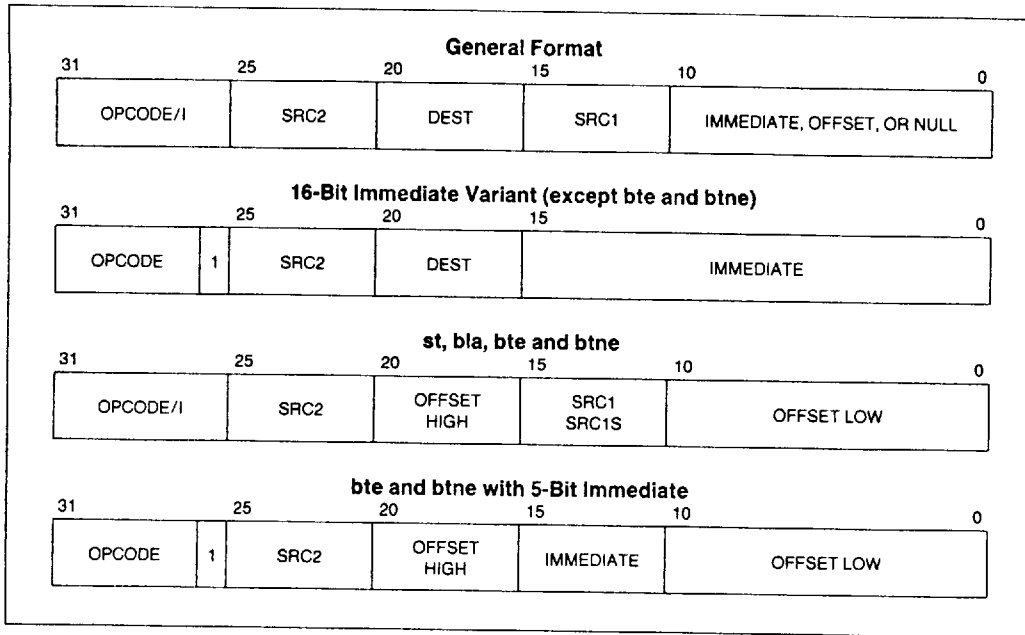 General Format
31 25 20 15 10 0
OPCODE/I SRC2 DEST SRC1 IMMEDIATE, OFFSET, OR NULL
16-Bit Immediate Variant (except bte and btne)
31 25 20 15 0
OPCODE 1 SRC2 DEST IMMEDIATE
st, bla, bte and btne
31 25 20 15 10 0
OPCODE/I SRC2 OFFSET HIGH SRC1 SRC1S OFFSET LOW
bte and btne with 5-Bit Immediate
31 25 20 15 10 0
OPCODE 1 SRC2 OFFSET HIGH IMMEDIATE OFFSET LOW